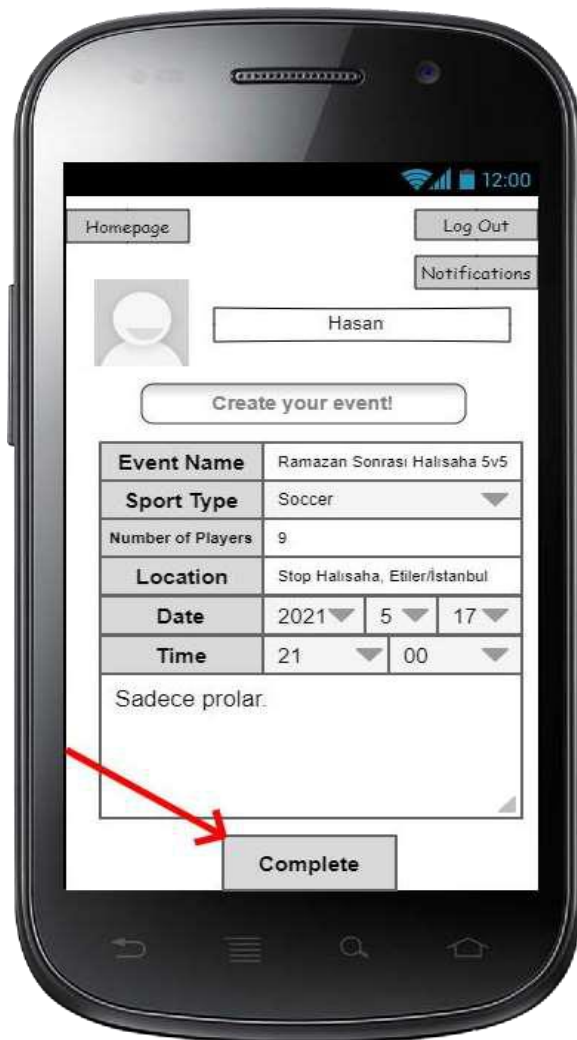 12:00
Homepage
Log Out
Notifications
Hasan
Create your event!
Event Name Ramazan Sonrası Halısaha 5v5
Sport Type Soccer
Number of Players 9
Location Stop Halısaha, Etiler/İstanbul
Date 2021 5 17
Time 21 00
Sadece prolar.
Complete